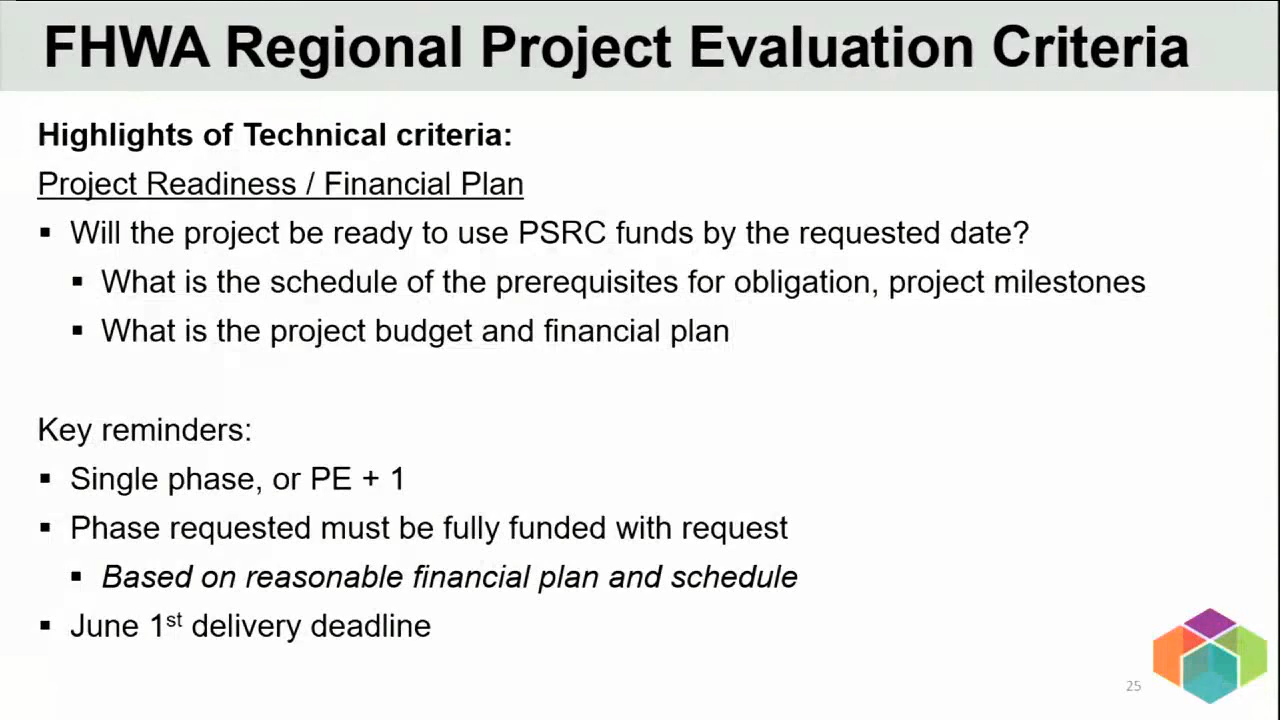 FHWA Regional Project Evaluation Criteria
Highlights of Technical criteria:
Project Readiness / Financial Plan
▪ Will the project be ready to use PSRC funds by the requested date?
▪ What is the schedule of the prerequisites for obligation, project milestones
▪ What is the project budget and financial plan
Key reminders:
▪ Single phase, or PE + 1
▪ Phase requested must be fully funded with request
▪ Based on reasonable financial plan and schedule
▪ June 1st delivery deadline
25